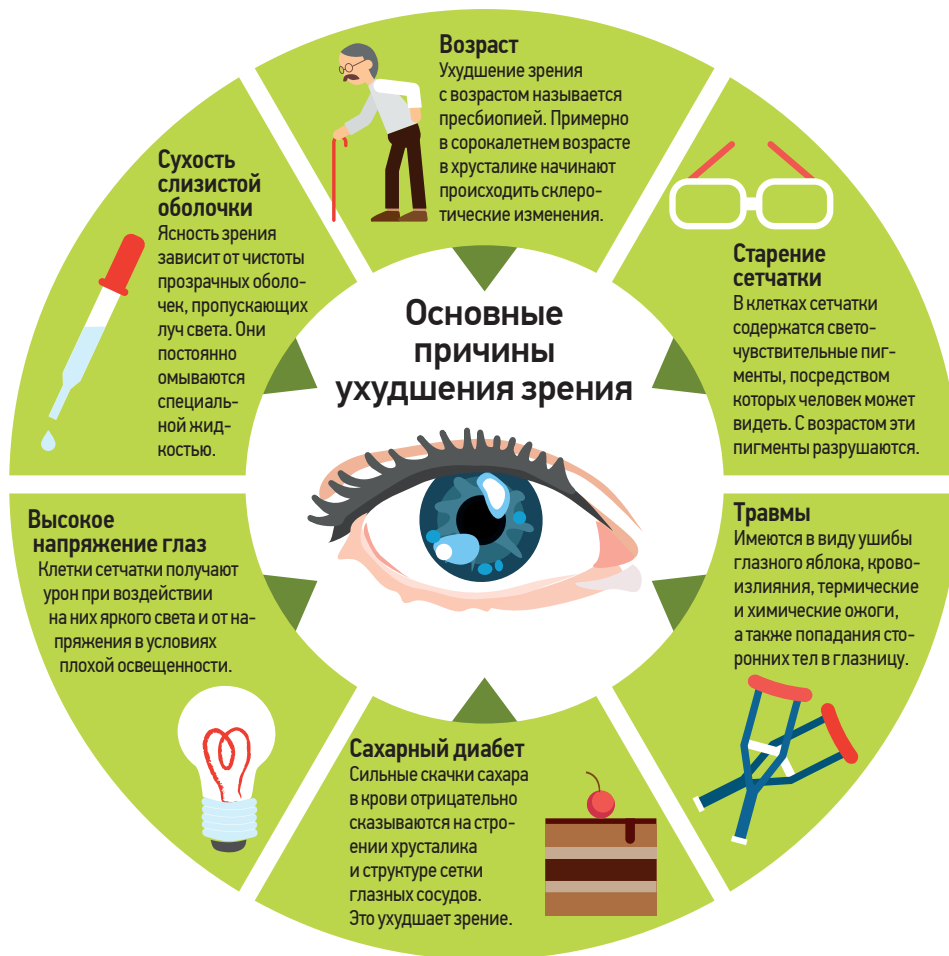 Основные
причины
ухудшения зрения
Возраст
Ухудшение зрения
с возрастом называется
пресбиопией. Примерно
в сорокалетнем возрасте
в хрусталике начинают
происходить склеро-
тические изменения.
Старение
сетчатки
В клетках сетчатки
содержатся свето-
чувствительные пиг-
менты, посредством
которых человек может
видеть. С возрастом эти
пигменты разрушаются.
Травмы
Имеются в виду ушибы
глазного яблока, крово-
излияния, термические
и химические ожоги,
а также попадания сто-
ронних тел в глазницу.
Сахарный диабет
Сильные скачки сахара
в крови отрицательно
сказываются на стро-
ении хрусталика
и структуре сетки
глазных сосудов.
Это ухудшает зрение.
Высокое
напряжение глаз
Клетки сетчатки получают
урон при воздействии
на них яркого света и от на-
пряжения в условиях
плохой освещенности.
Сухость
слизистой
оболочки
Ясность зрения
зависит от чистоты
прозрачных оболо-
чек, пропускающих
луч света. Они
постоянно
омываются
специаль-
ной жид-
костью.